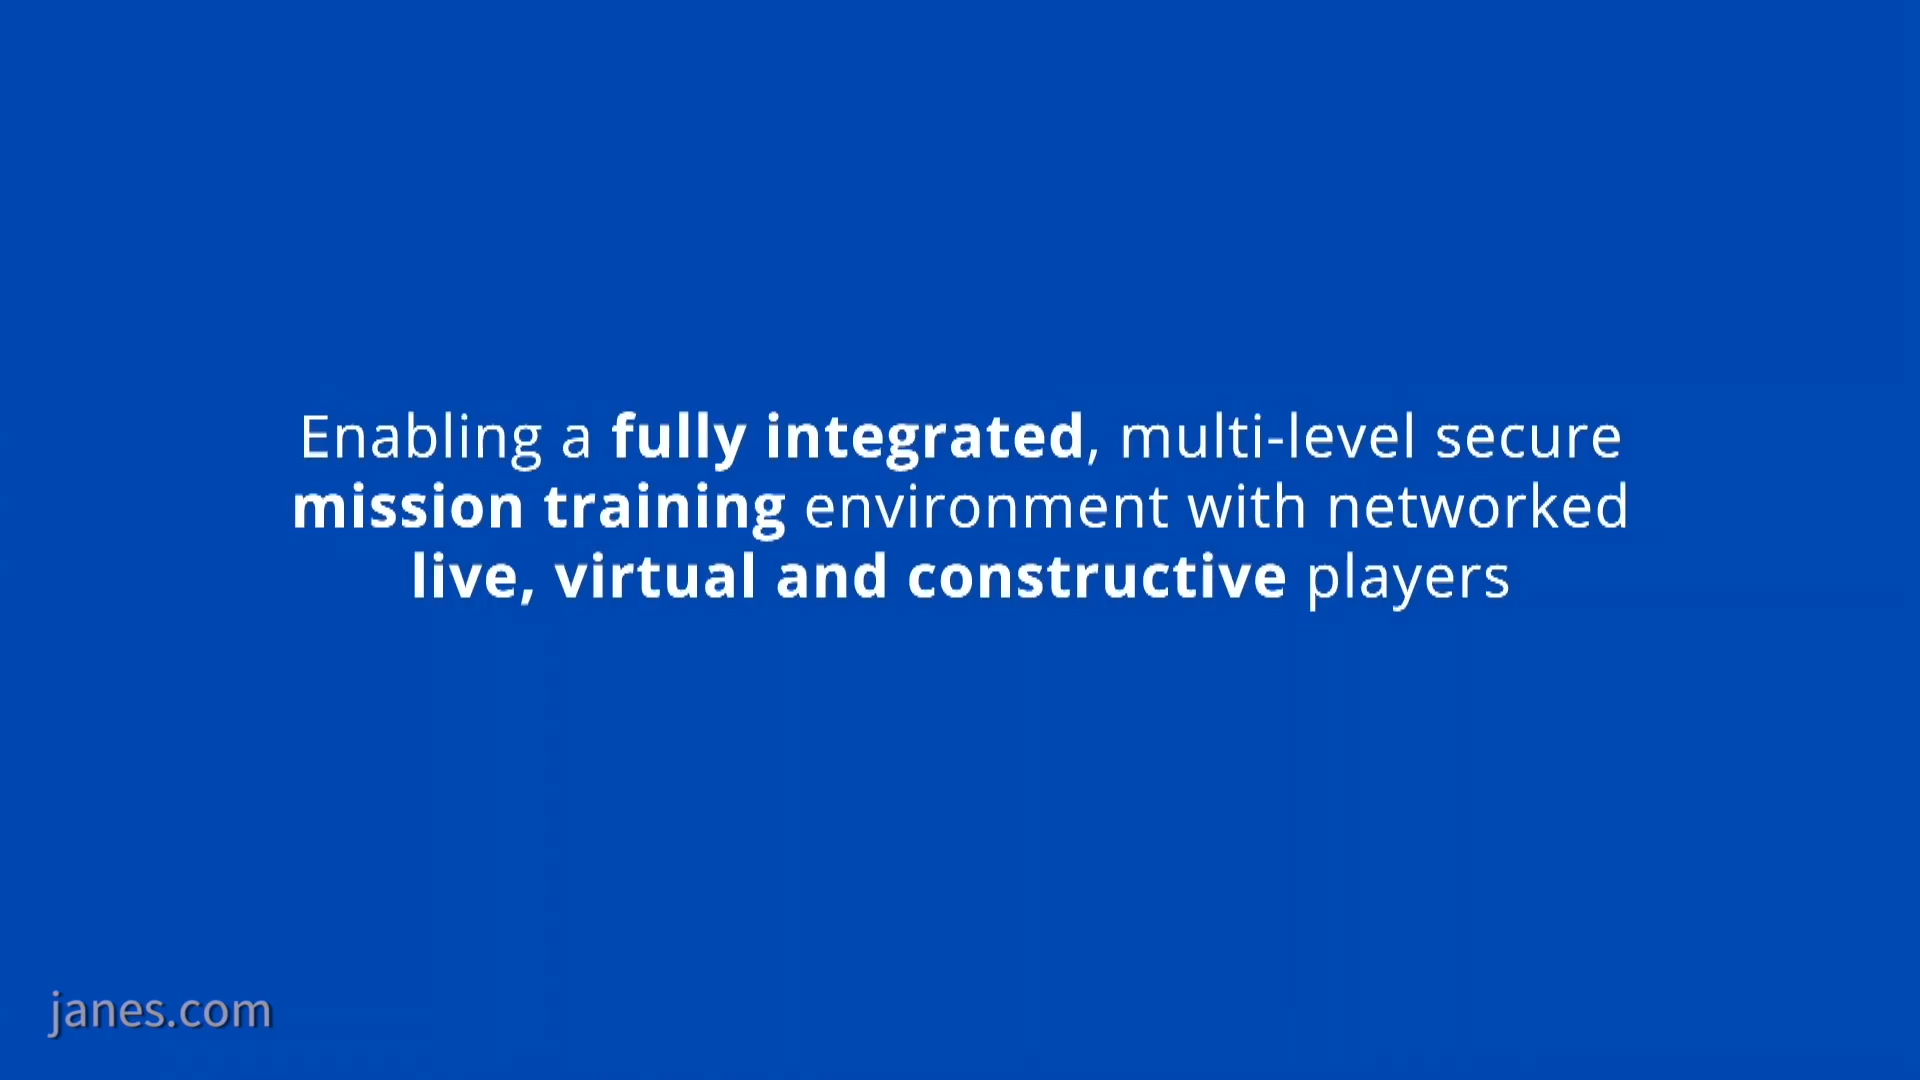 Enabling a fully integrated, multi-level secure
mission training environment with networked
live, virtual and constructive players
janes.com